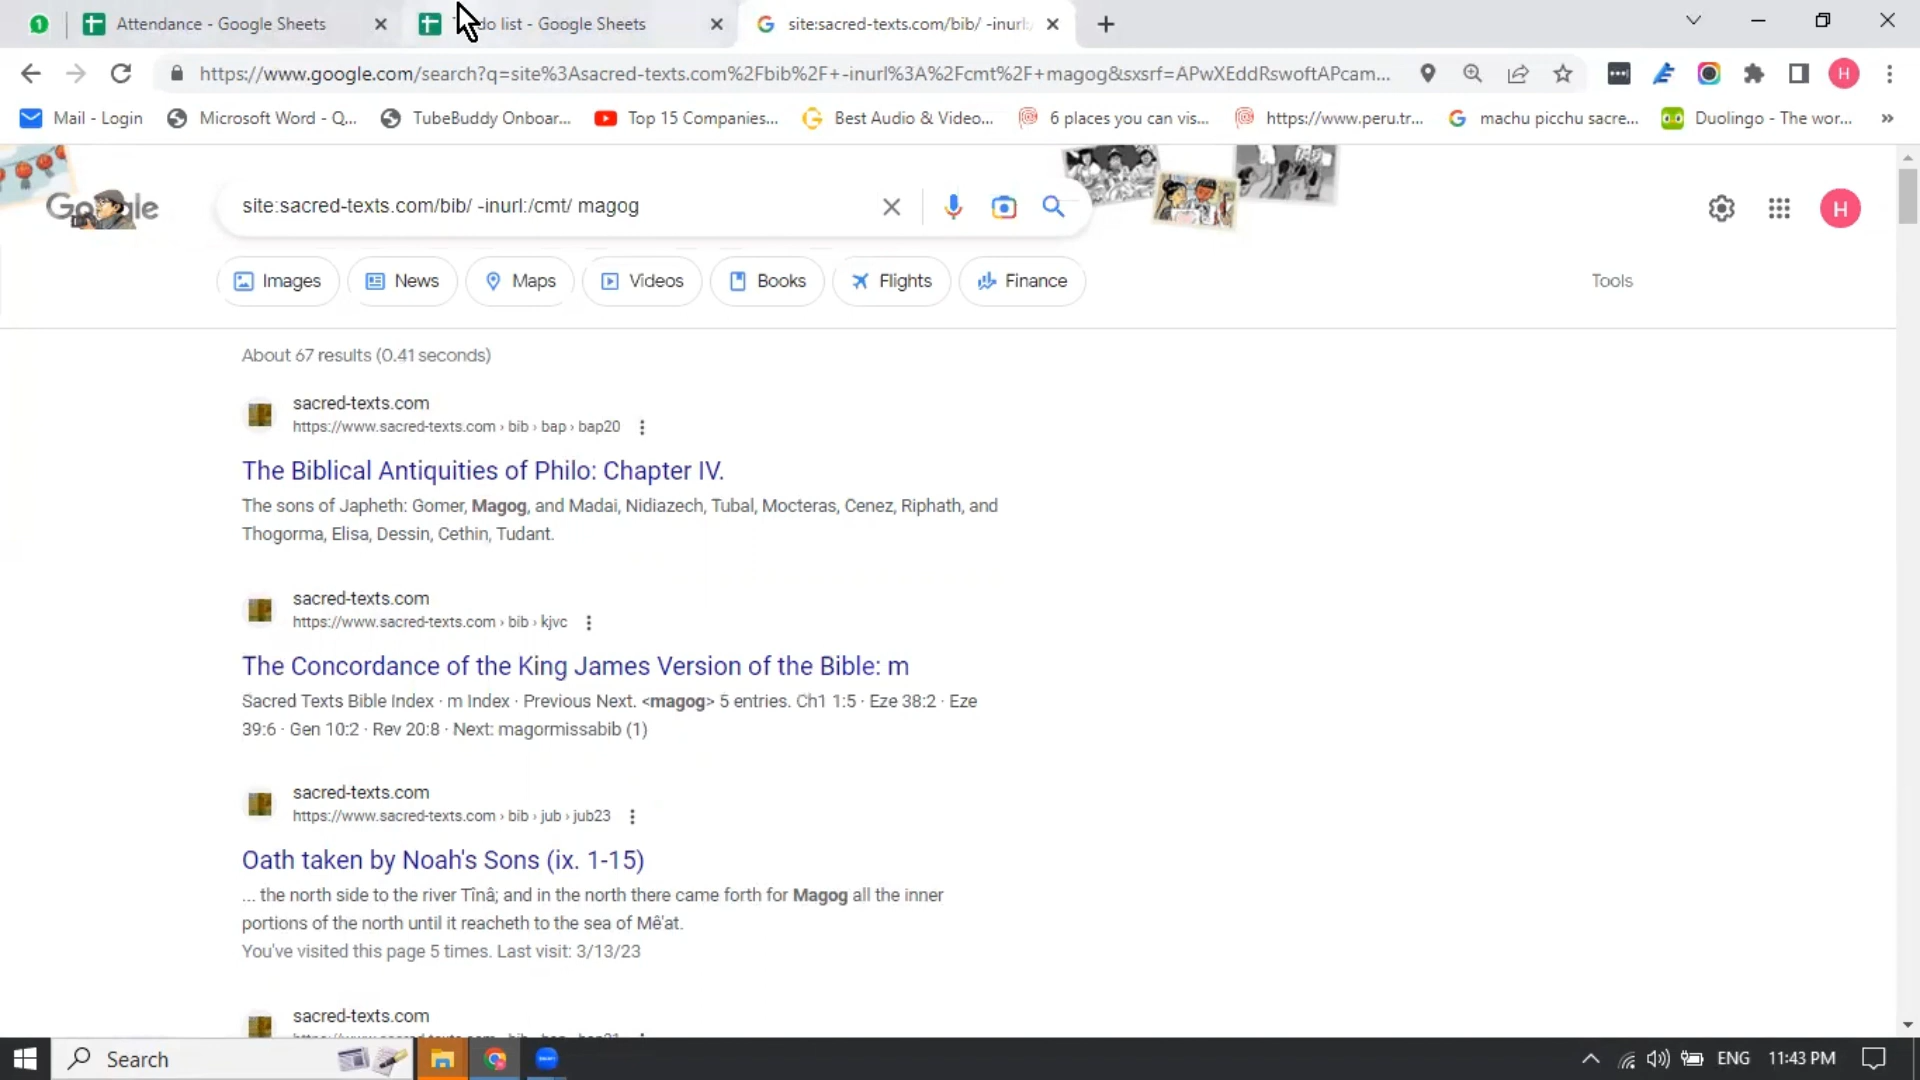 Attendance - Google Sheets
do list - Google Sheets
site:sacred-texts.com/bib/ -inurl:
https://www.google.com/search?q=site%3Asacred-texts.com%2Fbib%2F+-inurl%3A%2Fcmt%2F+magog&sxsrf=APwXEddRswoftAPcam...
H
Mail - Login
Microsoft Word - Q...
TubeBuddy Onboar...
Top 15 Companies...
Best Audio & Video...
6 places you can vis...
https://www.peru.tr...
machu picchu sacre...
Duolingo - The wor...
»
site:sacred-texts.com/bib/ -inurl:/cmt/ magog
H
Images
News
Maps
Videos
Books
Flights
Finance
Tools
About 67 results (0.41 seconds)
sacred-texts.com
https://www.sacred-texts.com › bib › bap › bap20
The Biblical Antiquities of Philo: Chapter IV.
The sons of Japheth: Gomer, Magog, and Madai, Nidiazech, Tubal, Mocteras, Cenez, Riphath, and
Thogorma, Elisa, Dessin, Cethin, Tudant.
sacred-texts.com
https://www.sacred-texts.com › bib › kjvc
The Concordance of the King James Version of the Bible: m
Sacred Texts Bible Index · m Index · Previous Next. <magog> 5 entries. Ch1 1:5 · Eze 38:2 · Eze
39:6 · Gen 10:2 · Rev 20:8 · Next: magormissabib (1)
sacred-texts.com
https://www.sacred-texts.com › bib › jub › jub23
Oath taken by Noah's Sons (ix. 1-15)
... the north side to the river Tînâ; and in the north there came forth for Magog all the inner
portions of the north until it reacheth to the sea of Mê'at.
You've visited this page 5 times. Last visit: 3/13/23
sacred-texts.com
Search
ENG
11:43 PM